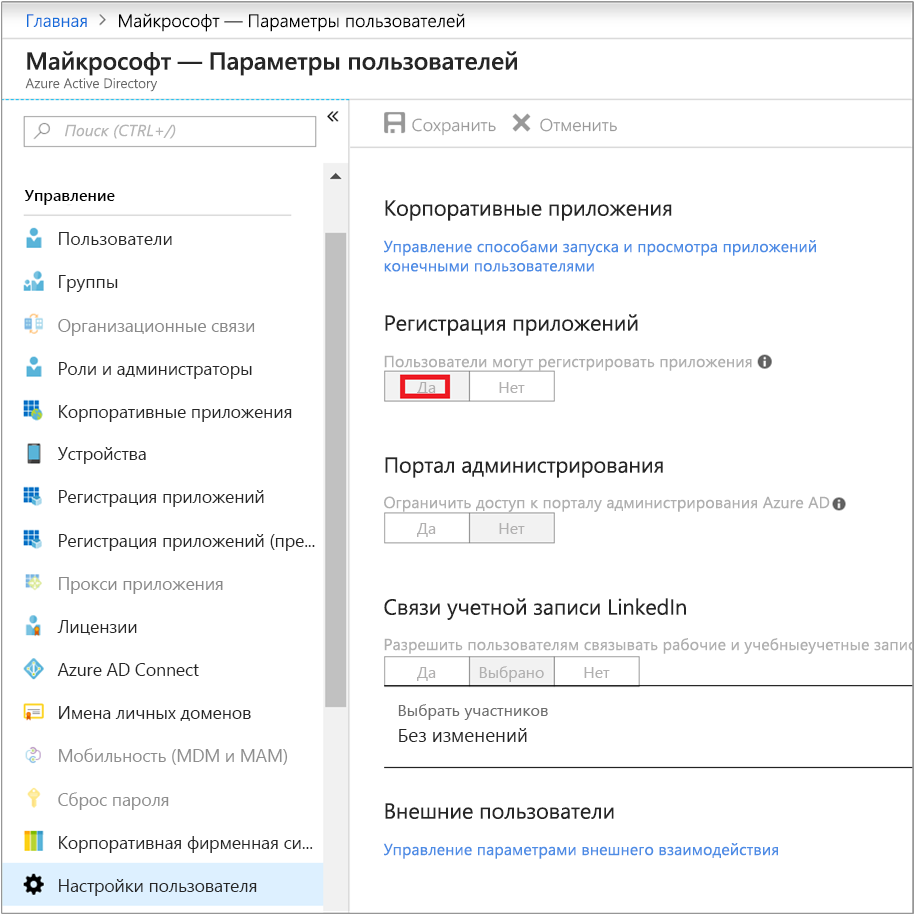 Главная > Майкрософт — Параметры пользователей
Майкрософт — Параметры пользователей
Azure Active Directory
Поиск (CTRL+/)
«
Управление
Пользователи
Группы
Организационные связи
Роли и администраторы
Корпоративные приложения
Устройства
Регистрация приложений
Регистрация приложений (пре...
Прокси приложения
Лицензии
Azure AD Connect
Имена личных доменов
Мобильность (MDM и MAM)
Сброс пароля
Корпоративная фирменная си...
Настройки пользователя
Сохранить Отменить
Корпоративные приложения
Управление способами запуска и просмотра приложений
конечными пользователями
Регистрация приложений
Пользователи могут регистрировать приложения
Да Нет
Портал администрирования
Ограничить доступ к порталу администрирования Azure AD
Да Нет
Связи учетной записи LinkedIn
Разрешить пользователям связывать рабочие и учебныеучетные запис
Да Выбрано Нет
Выбрать участников
Без изменений
Внешние пользователи
Управление параметрами внешнего взаимодействия